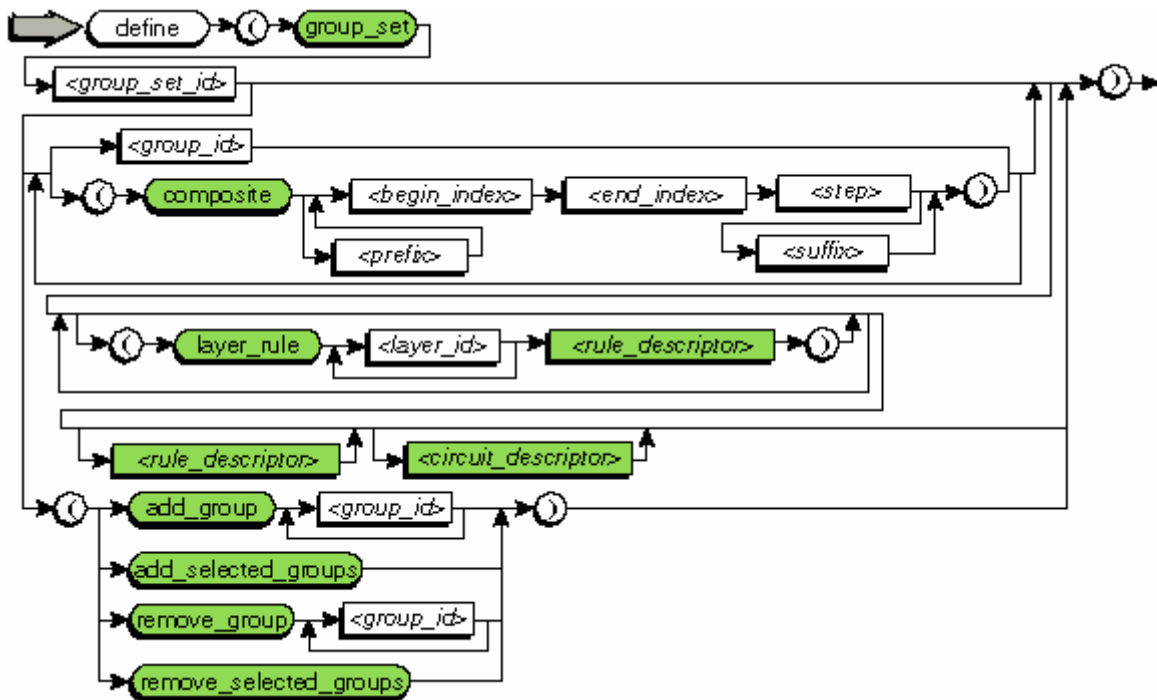 define ( group_set
<group_set_id> )
<group_id>
( composite <begin_index> <end_index> <step> )
<prefix> <suffix>
( layer_rule <layer_id> <rule_descriptor> )
<rule_descriptor> <circuit_descriptor>
( add_group <group_id> )
add_selected_groups
remove_group <group_id>
remove_selected_groups